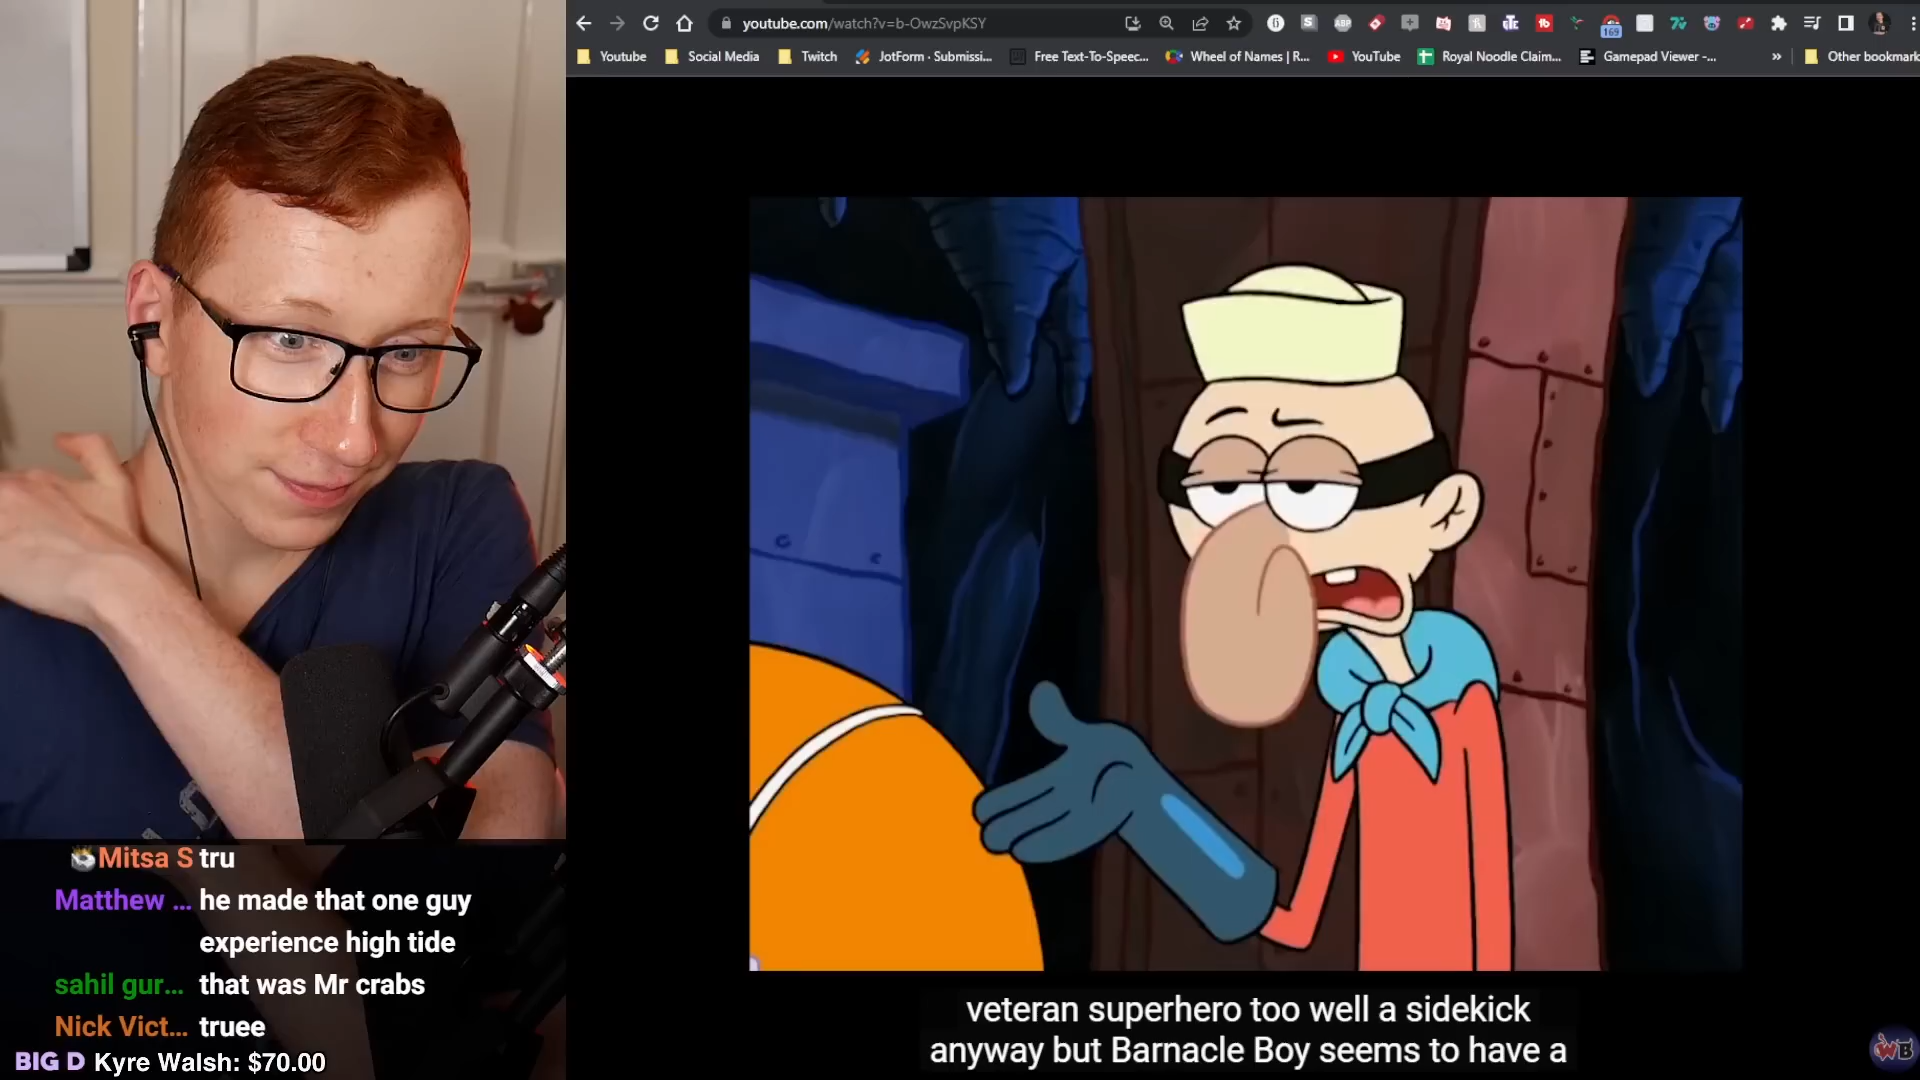 youtube.com/watch?v=b-OwzSvpKSY
169
Youtube
Social Media
Twitch
JotForm · Submissi...
Free Text-To-Speec...
Wheel of Names | R...
YouTube
Royal Noodle Claim...
Gamepad Viewer -...
»
Other bookmark
Mitsa S tru
Matthew ... he made that one guy
experience high tide
sahil gur... that was Mr crabs
Nick Vict... truee
BIG D Kyre Walsh: $70.00
veteran superhero too well a sidekick
anyway but Barnacle Boy seems to have a
WB